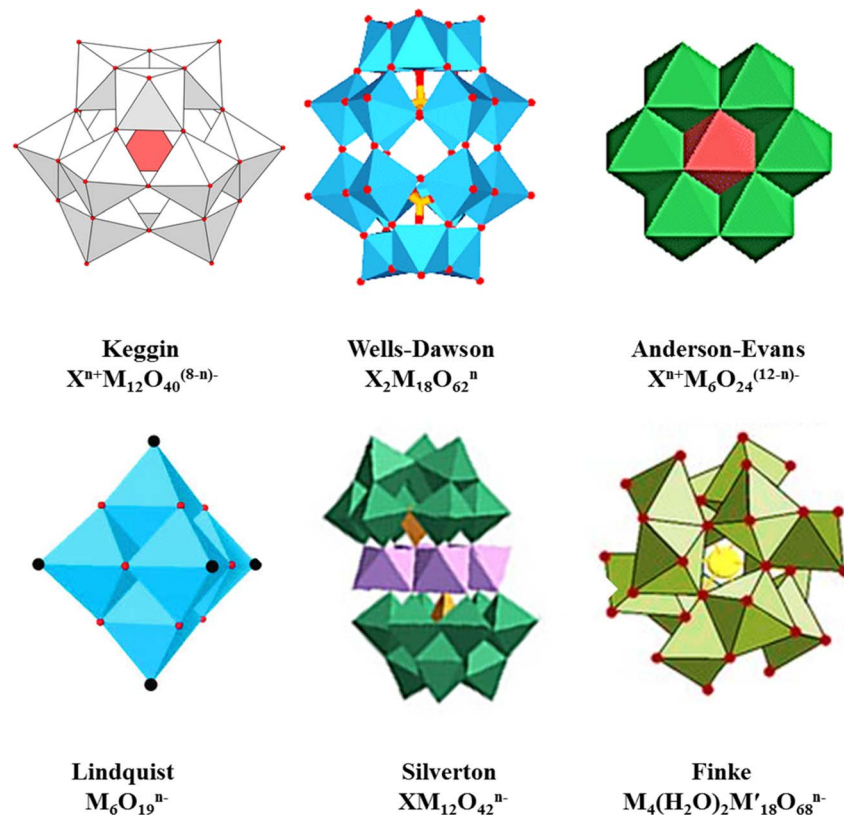 Keggin
Xⁿ⁺M₁₂O₄₀⁽⁸⁻ⁿ⁾⁻
Wells-Dawson
X₂M₁₈O₆₂ⁿ
Anderson-Evans
Xⁿ⁺M₆O₂₄⁽¹²⁻ⁿ⁾⁻
Lindquist
M₆O₁₉ⁿ⁻
Silverton
XM₁₂O₄₂ⁿ⁻
Finke
M₄(H₂O)₂M′₁₈O₆₈ⁿ⁻